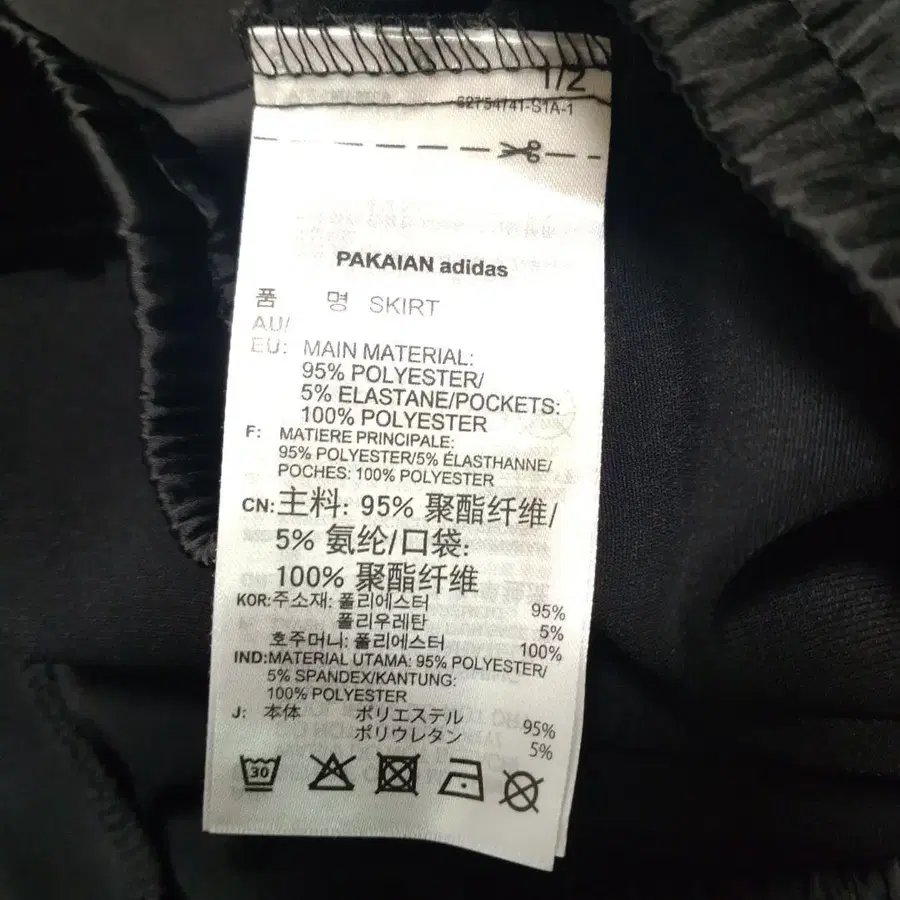 1/2
62754741-S1A-1
PAKAIAN adidas
품 명 SKIRT
AU/
EU: MAIN MATERIAL:
95% POLYESTER/
5% ELASTANE/POCKETS:
100% POLYESTER
F: MATIERE PRINCIPALE:
95% POLYESTER/5% ÉLASTHANNE/
POCHES: 100% POLYESTER
CN: 主料: 95% 聚酯纤维/
5% 氨纶/口袋:
100% 聚酯纤维
KOR: 주소재: 폴리에스터 95%
폴리우레탄 5%
호주머니: 폴리에스터 100%
IND: MATERIAL UTAMA: 95% POLYESTER/
5% SPANDEX/KANTUNG:
100% POLYESTER
J: 本体 ポリエステル 95%
ポリウレタン 5%
30